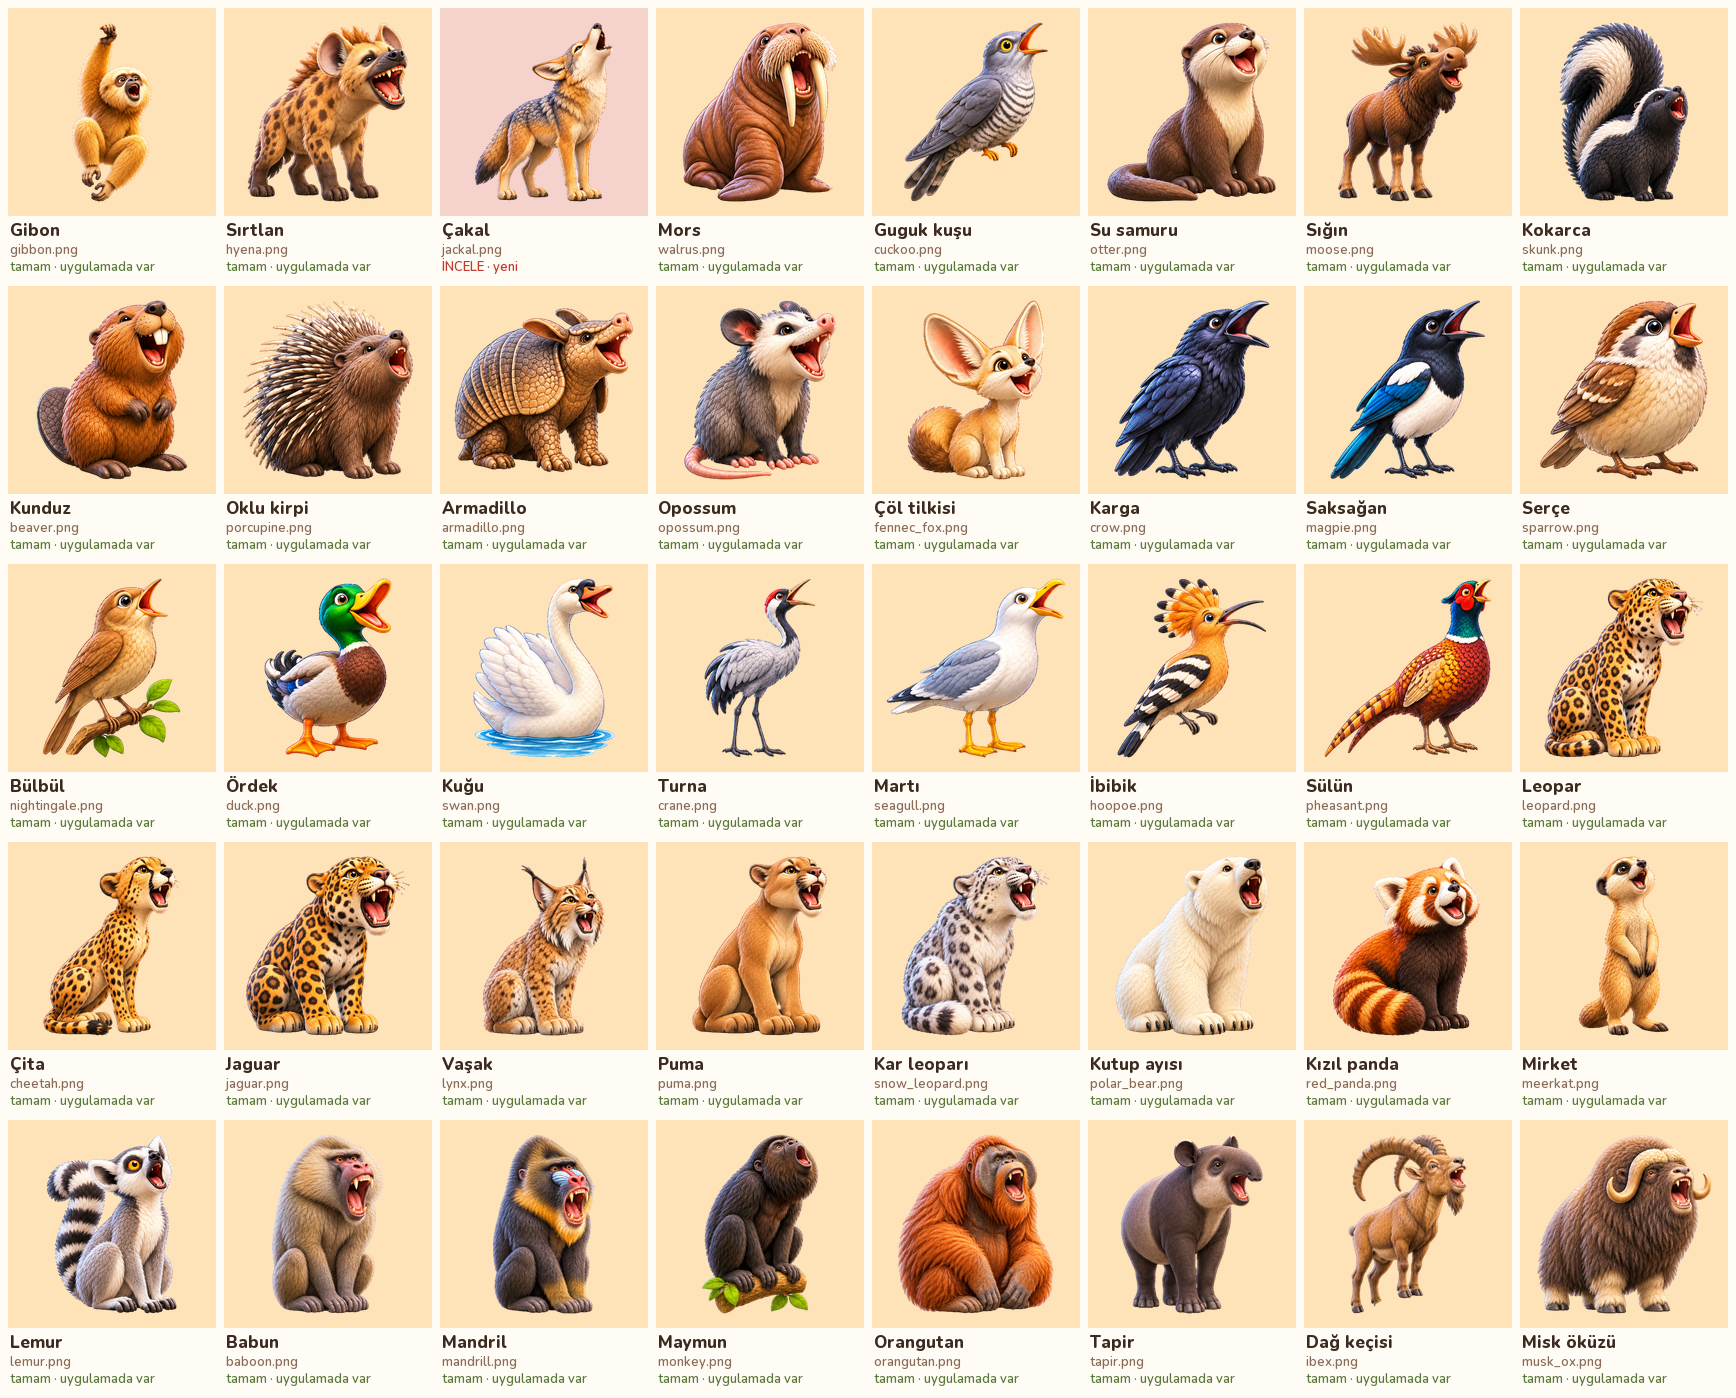 Gibon
gibbon.png
tamam · uygulamada var
Sırtlan
hyena.png
tamam · uygulamada var
Çakal
jackal.png
İNCELE · yeni
Mors
walrus.png
tamam · uygulamada var
Guguk kuşu
cuckoo.png
tamam · uygulamada var
Su samuru
otter.png
tamam · uygulamada var
Sığın
moose.png
tamam · uygulamada var
Kokarca
skunk.png
tamam · uygulamada var
Kunduz
beaver.png
tamam · uygulamada var
Oklu kirpi
porcupine.png
tamam · uygulamada var
Armadillo
armadillo.png
tamam · uygulamada var
Opossum
opossum.png
tamam · uygulamada var
Çöl tilkisi
fennec_fox.png
tamam · uygulamada var
Karga
crow.png
tamam · uygulamada var
Saksağan
magpie.png
tamam · uygulamada var
Serçe
sparrow.png
tamam · uygulamada var
Bülbül
nightingale.png
tamam · uygulamada var
Ördek
duck.png
tamam · uygulamada var
Kuğu
swan.png
tamam · uygulamada var
Turna
crane.png
tamam · uygulamada var
Martı
seagull.png
tamam · uygulamada var
İbibik
hoopoe.png
tamam · uygulamada var
Sülün
pheasant.png
tamam · uygulamada var
Leopar
leopard.png
tamam · uygulamada var
Çita
cheetah.png
tamam · uygulamada var
Jaguar
jaguar.png
tamam · uygulamada var
Vaşak
lynx.png
tamam · uygulamada var
Puma
puma.png
tamam · uygulamada var
Kar leoparı
snow_leopard.png
tamam · uygulamada var
Kutup ayısı
polar_bear.png
tamam · uygulamada var
Kızıl panda
red_panda.png
tamam · uygulamada var
Mirket
meerkat.png
tamam · uygulamada var
Lemur
lemur.png
tamam · uygulamada var
Babun
baboon.png
tamam · uygulamada var
Mandril
mandrill.png
tamam · uygulamada var
Maymun
monkey.png
tamam · uygulamada var
Orangutan
orangutan.png
tamam · uygulamada var
Tapir
tapir.png
tamam · uygulamada var
Dağ keçisi
ibex.png
tamam · uygulamada var
Misk öküzü
musk_ox.png
tamam · uygulamada var